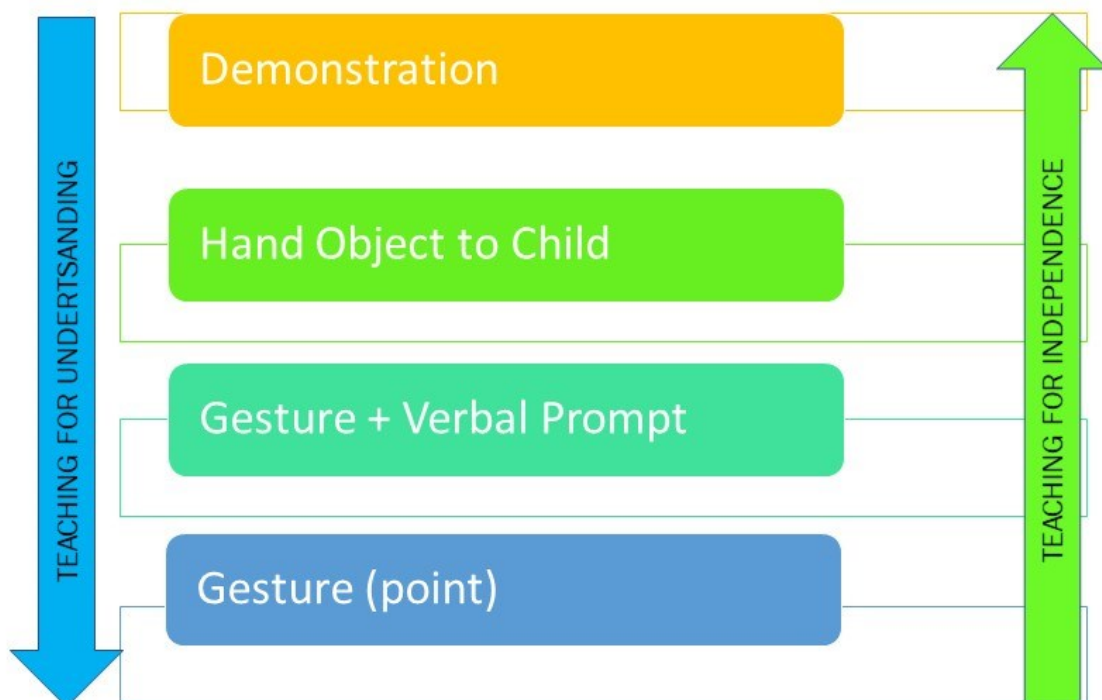 Demonstration
Hand Object to Child
Gesture + Verbal Prompt
Gesture (point)
TEACHING FOR UNDERTSANDING
TEACHING FOR INDEPENDENCE